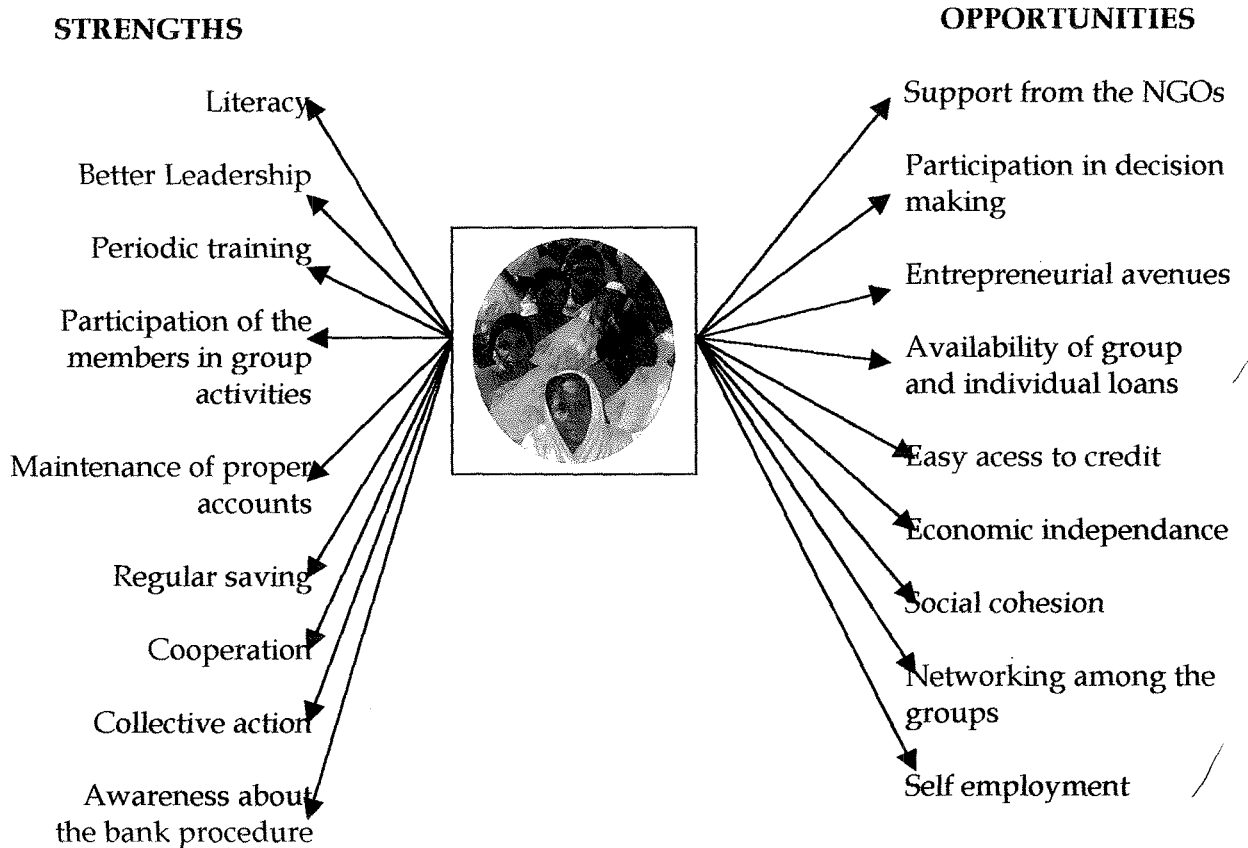 STRENGTHS
Literacy
Better Leadership
Periodic training
Participation of the
members in group
activities
Maintenance of proper
accounts
Regular saving
Cooperation
Collective action
Awareness about
the bank procedure
OPPORTUNITIES
Support from the NGOs
Participation in decision
making
Entrepreneurial avenues
Availability of group
and individual loans
Easy acess to credit
Economic independance
Social cohesion
Networking among the
groups
Self employment